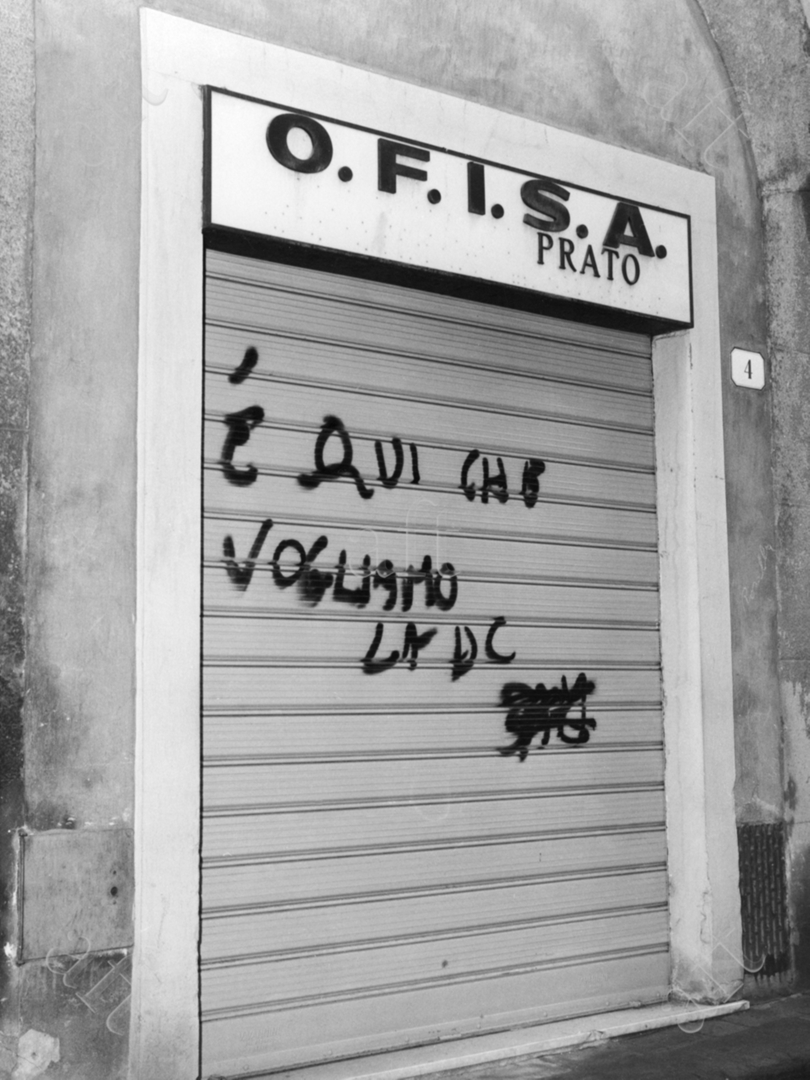 O.F.I.S.A.
PRATO
4
É QUI CHE
VOGLIAMO
LA DC